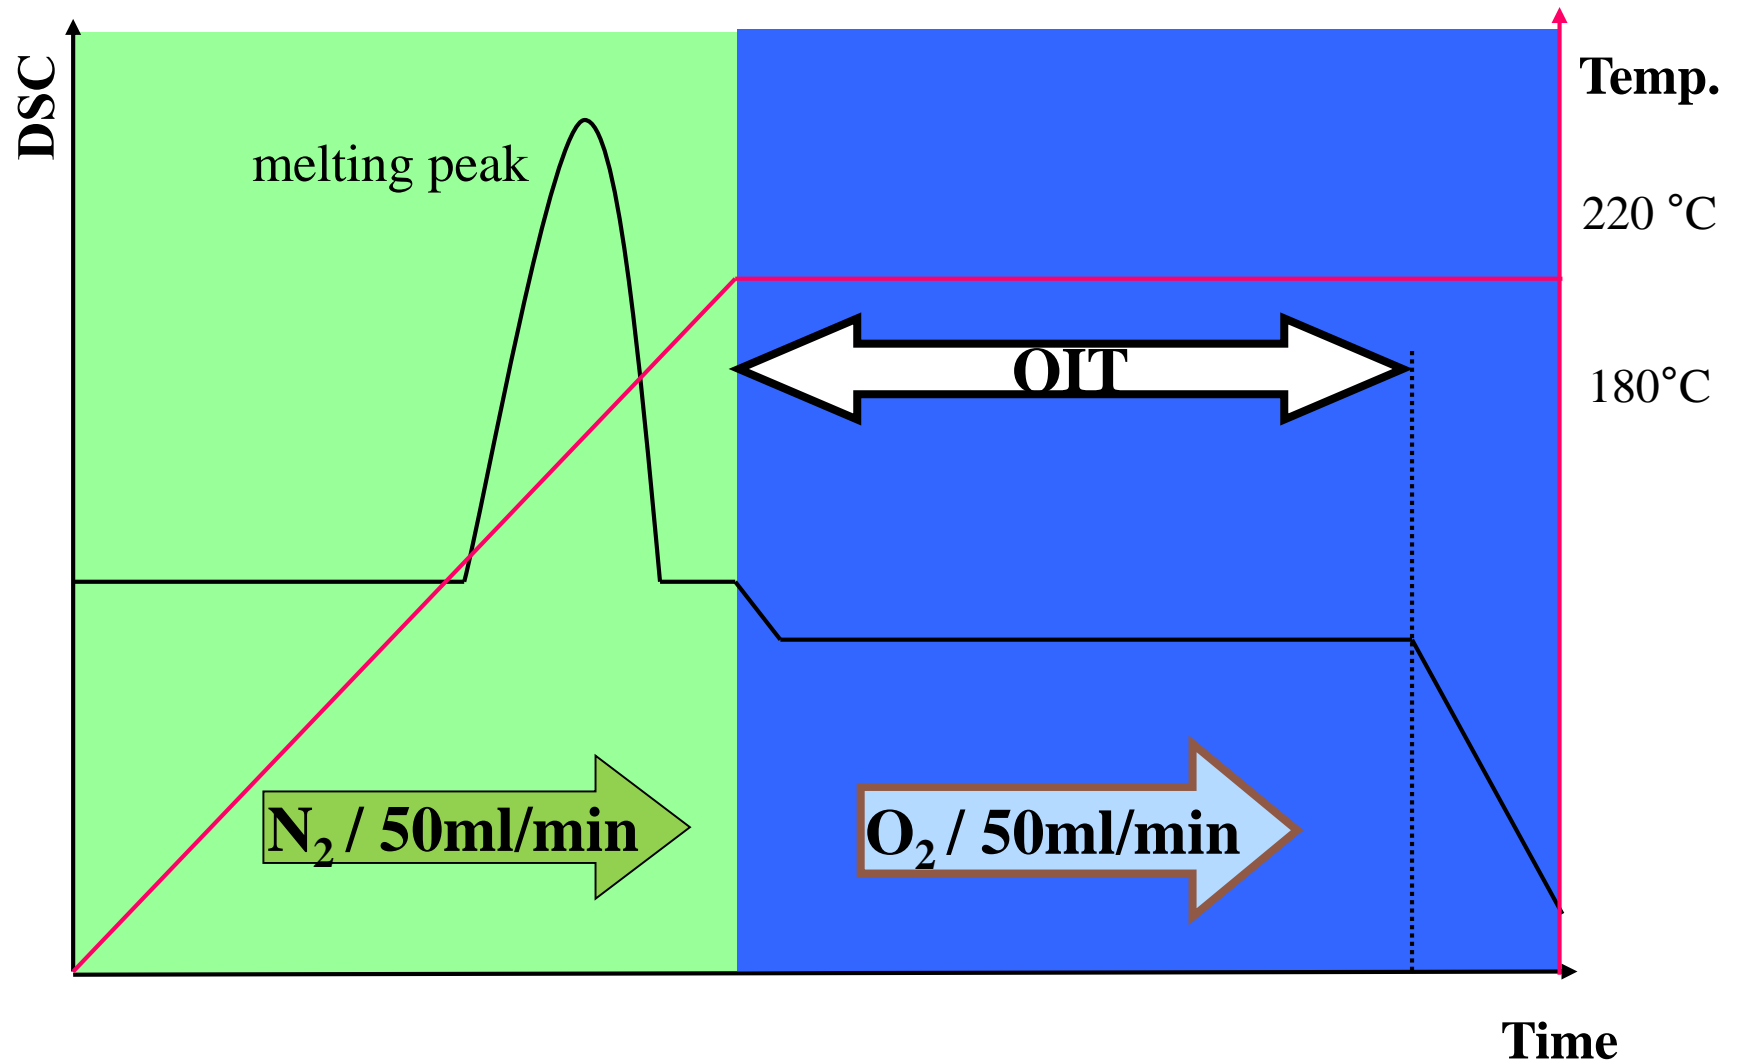 DSC
Temp.
melting peak
220 °C
OIT
180°C
N₂ / 50ml/min
O₂ / 50ml/min
Time